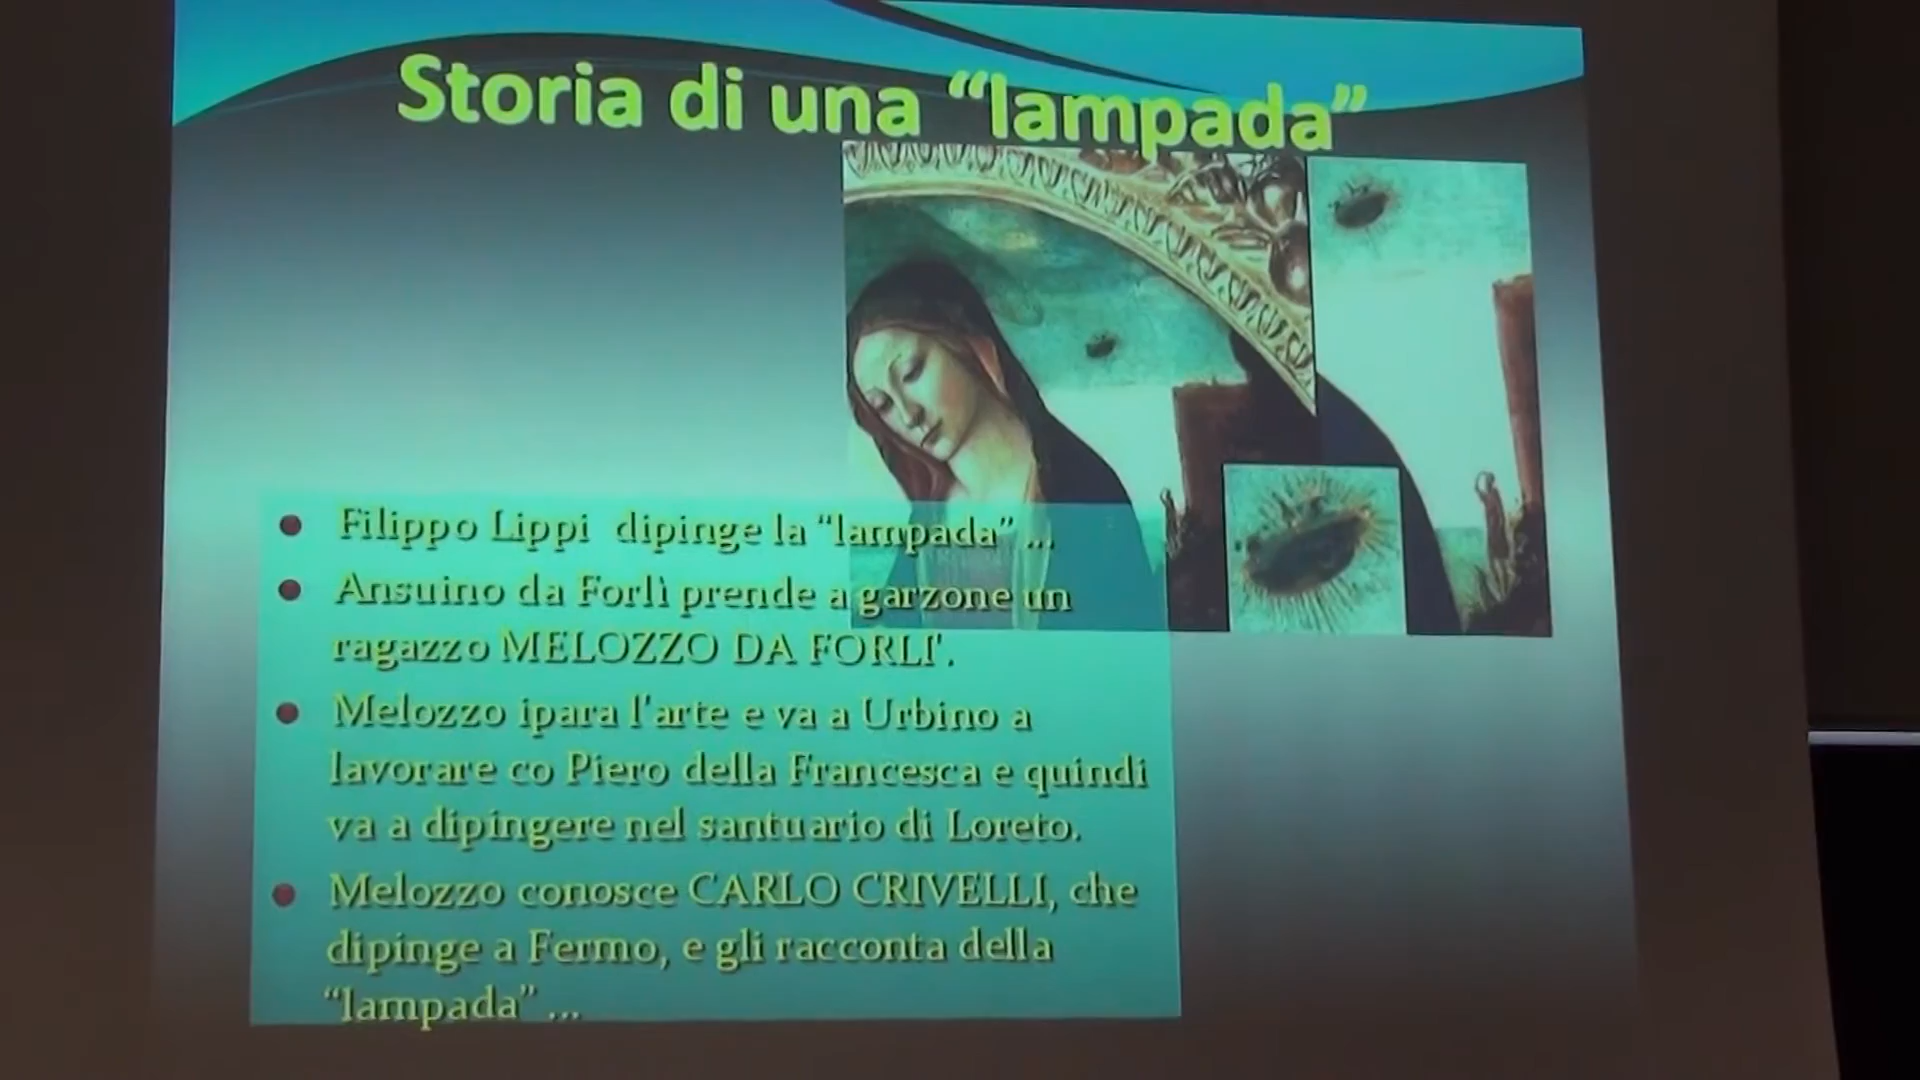 Storia di una “lampada”
Filippo Lippi dipinge la “lampada” ...
Ansuino da Forlì prende a garzone un
ragazzo MELOZZO DA FORLI'.
Melozzo ipara l'arte e va a Urbino a
lavorare co Piero della Francesca e quindi
va a dipingere nel santuario di Loreto.
Melozzo conosce CARLO CRIVELLI, che
dipinge a Fermo, e gli racconta della
“lampada” ...